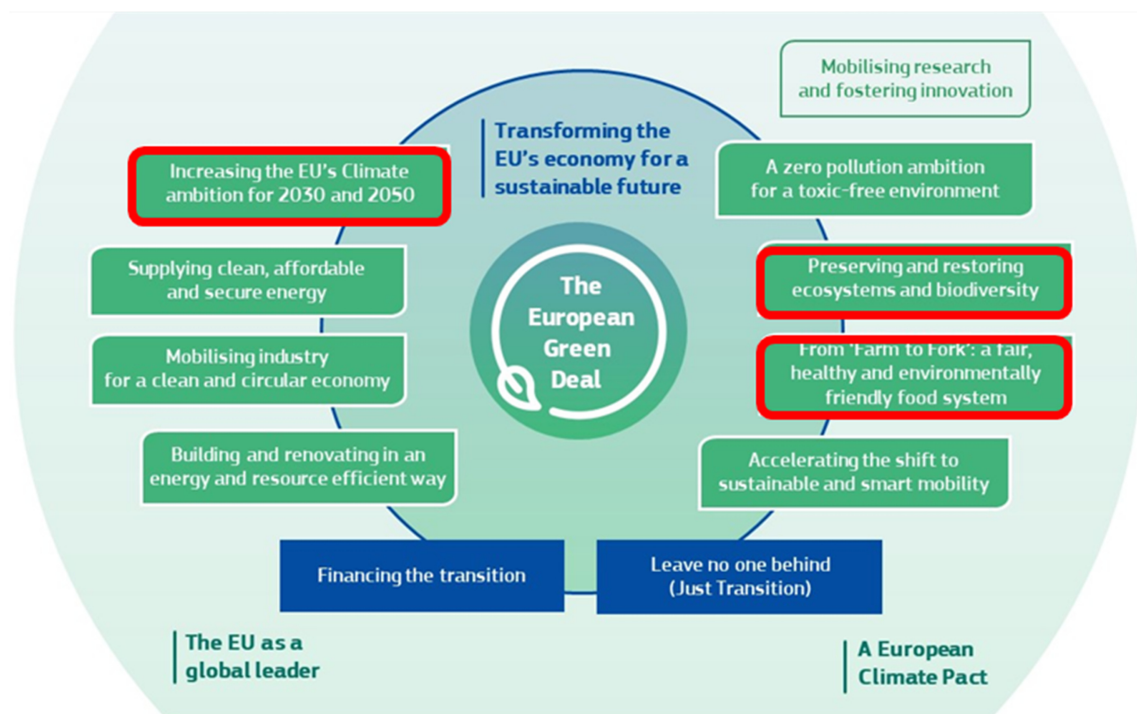 Mobilising research
and fostering innovation
Transforming the
EU's economy for a
sustainable future
Increasing the EU's Climate
ambition for 2030 and 2050
A zero pollution ambition
for a toxic-free environment
Supplying clean, affordable
and secure energy
Preserving and restoring
ecosystems and biodiversity
The
European
Green
Deal
Mobilising industry
for a clean and circular economy
From 'Farm to Fork': a fair,
healthy and environmentally
friendly food system
Building and renovating in an
energy and resource efficient way
Accelerating the shift to
sustainable and smart mobility
Financing the transition
Leave no one behind
(Just Transition)
The EU as a
global leader
A European
Climate Pact